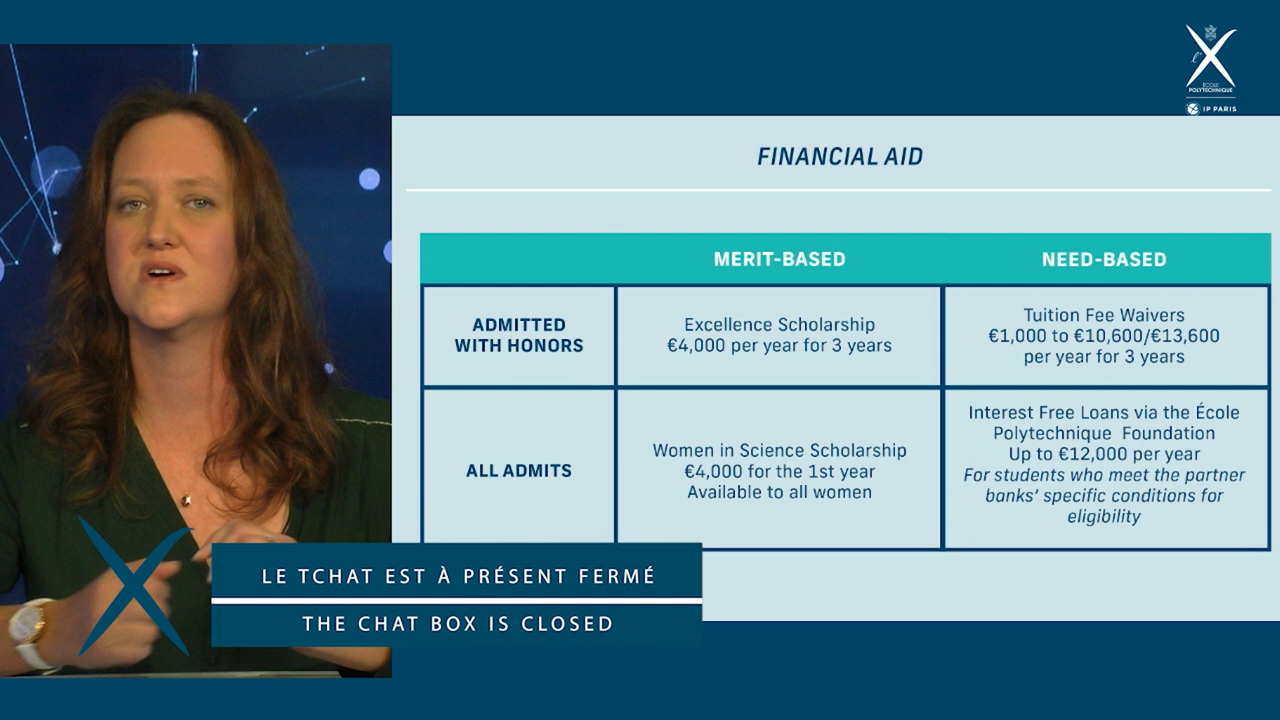 ÉCOLE
POLYTECHNIQUE
IP PARIS
FINANCIAL AID
MERIT-BASED
NEED-BASED
ADMITTED
WITH HONORS
Excellence Scholarship
€4,000 per year for 3 years
Tuition Fee Waivers
€1,000 to €10,600/€13,600
per year for 3 years
ALL ADMITS
Women in Science Scholarship
€4,000 for the 1st year
Available to all women
Interest Free Loans via the École
Polytechnique Foundation
Up to €12,000 per year
For students who meet the partner
banks’ specific conditions for
eligibility
LE TCHAT EST À PRÉSENT FERMÉ
THE CHAT BOX IS CLOSED